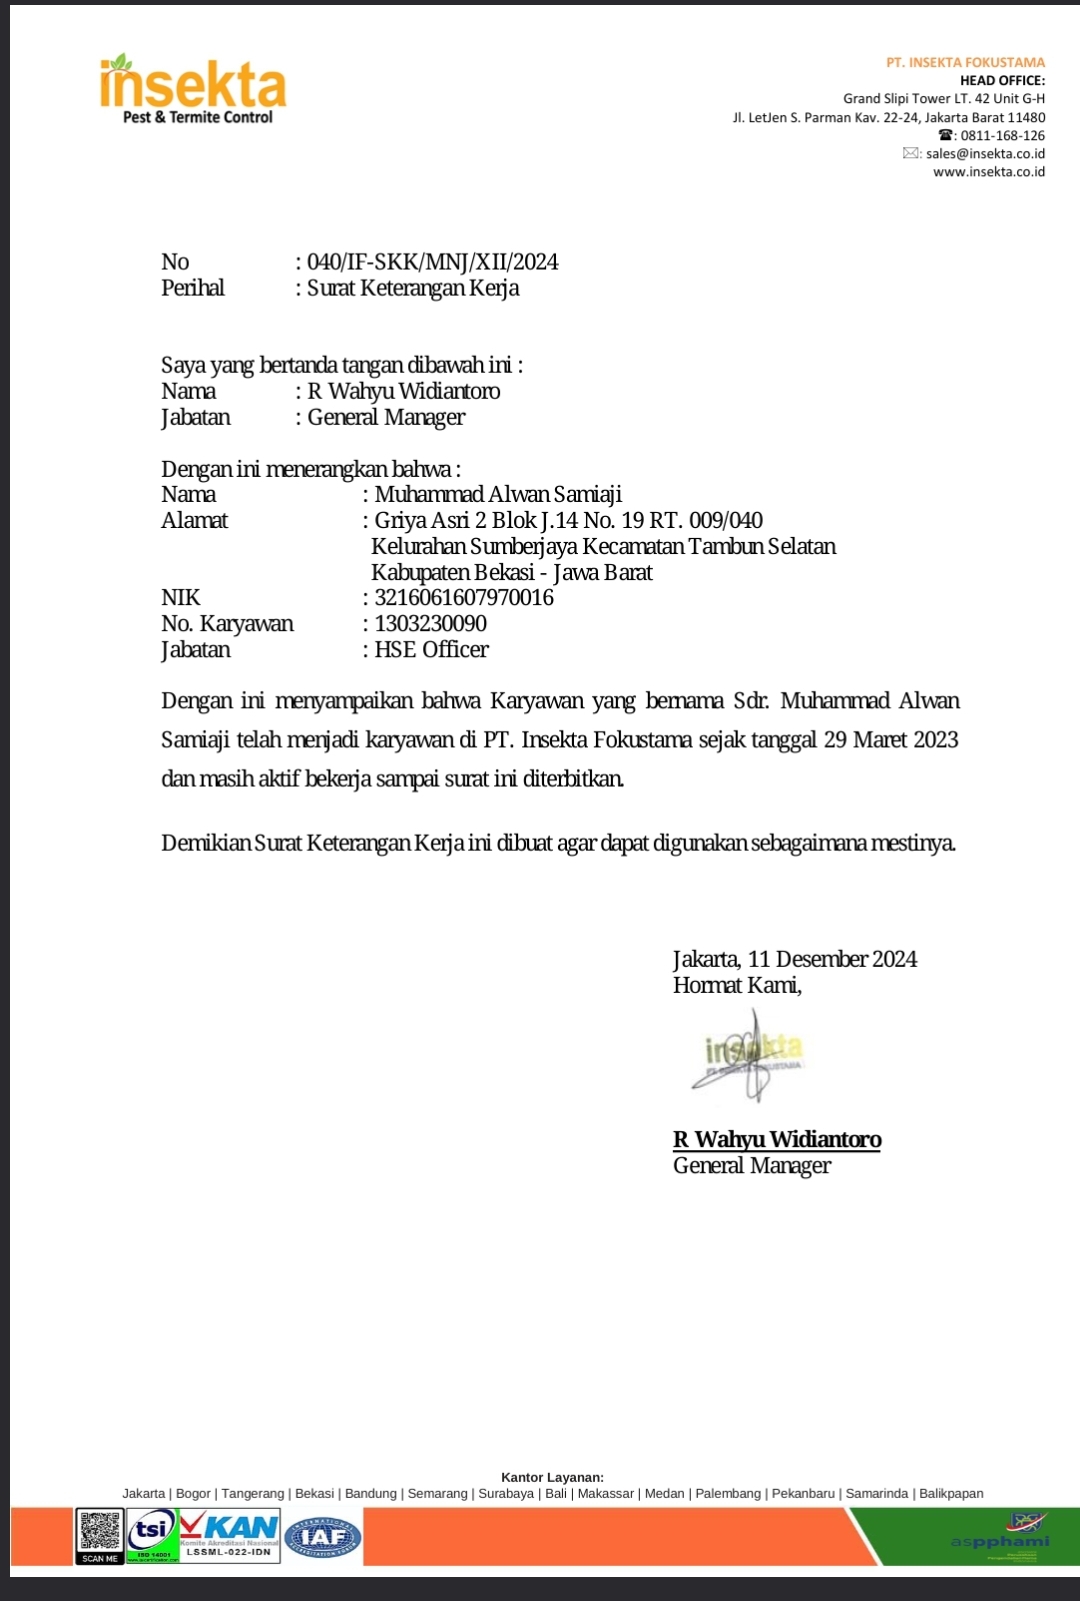 insekta
Pest & Termite Control
PT. INSEKTA FOKUSTAMA
HEAD OFFICE:
Grand Slipi Tower LT. 42 Unit G-H
Jl. LetJen S. Parman Kav. 22-24, Jakarta Barat 11480
☎: 0811-168-126
✉: sales@insekta.co.id
www.insekta.co.id
No : 040/IF-SKK/MNJ/XII/2024
Perihal : Surat Keterangan Kerja
Saya yang bertanda tangan dibawah ini :
Nama : R Wahyu Widiantoro
Jabatan : General Manager
Dengan ini menerangkan bahwa :
Nama : Muhammad Alwan Samiaji
Alamat : Griya Asri 2 Blok J.14 No. 19 RT. 009/040
Kelurahan Sumberjaya Kecamatan Tambun Selatan
Kabupaten Bekasi - Jawa Barat
NIK : 3216061607970016
No. Karyawan : 1303230090
Jabatan : HSE Officer
Dengan ini menyampaikan bahwa Karyawan yang bernama Sdr. Muhammad Alwan
Samiaji telah menjadi karyawan di PT. Insekta Fokustama sejak tanggal 29 Maret 2023
dan masih aktif bekerja sampai surat ini diterbitkan.
Demikian Surat Keterangan Kerja ini dibuat agar dapat digunakan sebagaimana mestinya.
Jakarta, 11 Desember 2024
Hormat Kami,
insekta
R Wahyu Widiantoro
General Manager
Kantor Layanan:
Jakarta | Bogor | Tangerang | Bekasi | Bandung | Semarang | Surabaya | Bali | Makassar | Medan | Palembang | Pekanbaru | Samarinda | Balikpapan
SCAN ME
tsi
ISO 14001
KAN
Komite Akreditasi Nasional
LSSML-022-IDN
IAF
aspphami